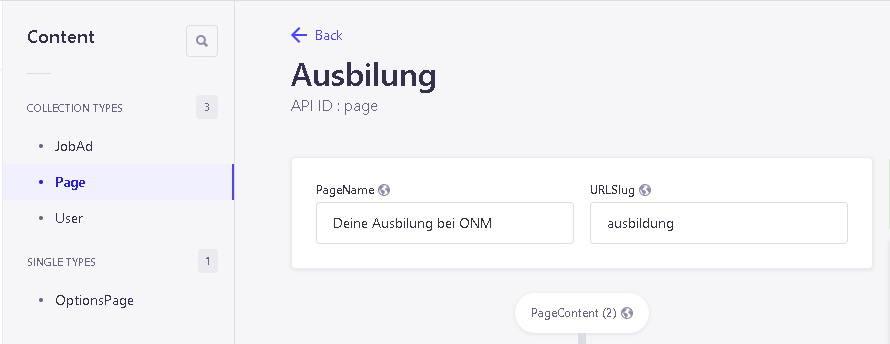 Content
COLLECTION TYPES
3
JobAd
Page
User
SINGLE TYPES
1
OptionsPage
Back
Ausbilung
API ID : page
PageName
URLSlug
Deine Ausbilung bei ONM
ausbildung
PageContent (2)